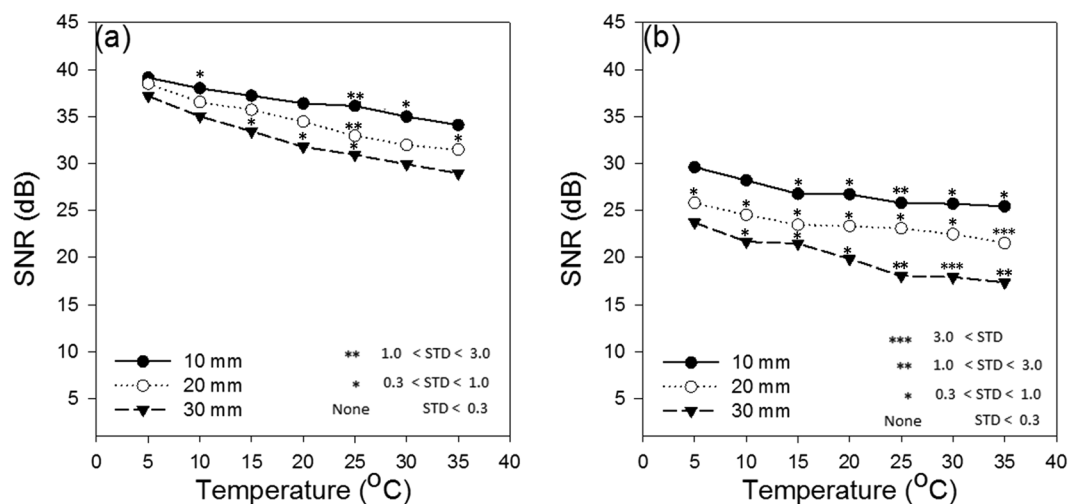 (a)
45
40
35
30
25
20
15
10
5
SNR (dB)
*
** *
**
* * * *
10 mm
20 mm
30 mm
** 1.0 < STD < 3.0
* 0.3 < STD < 1.0
None STD < 0.3
0 5 10 15 20 25 30 35 40
Temperature (°C)
(b)
45
40
35
30
25
20
15
10
5
SNR (dB)
* * ** * *
* * * * * * ***
* * * ** *** **
10 mm
20 mm
30 mm
*** 3.0 < STD
** 1.0 < STD < 3.0
* 0.3 < STD < 1.0
None STD < 0.3
0 5 10 15 20 25 30 35 40
Temperature (°C)